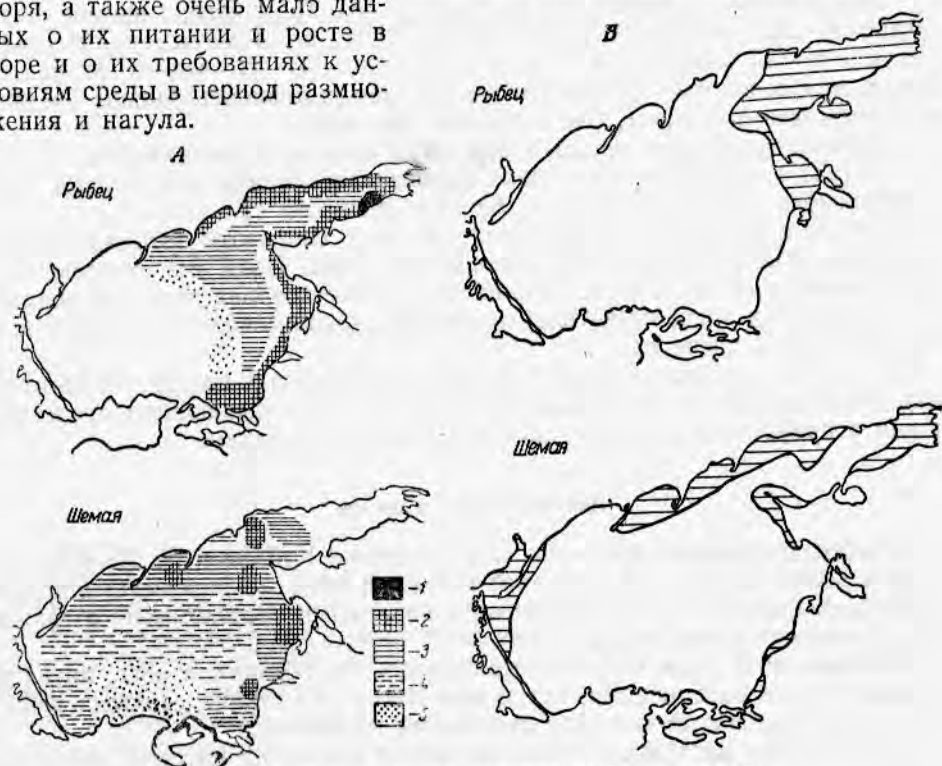 оря, а также очень мало дан-
ых о их питании и росте в
оре и о их требованиях к ус-
овиям среды в период размно-
жения и нагула.
А
Рыбец
Шемая
-1
-2
-3
-4
-5
В
Рыбец
Шемая